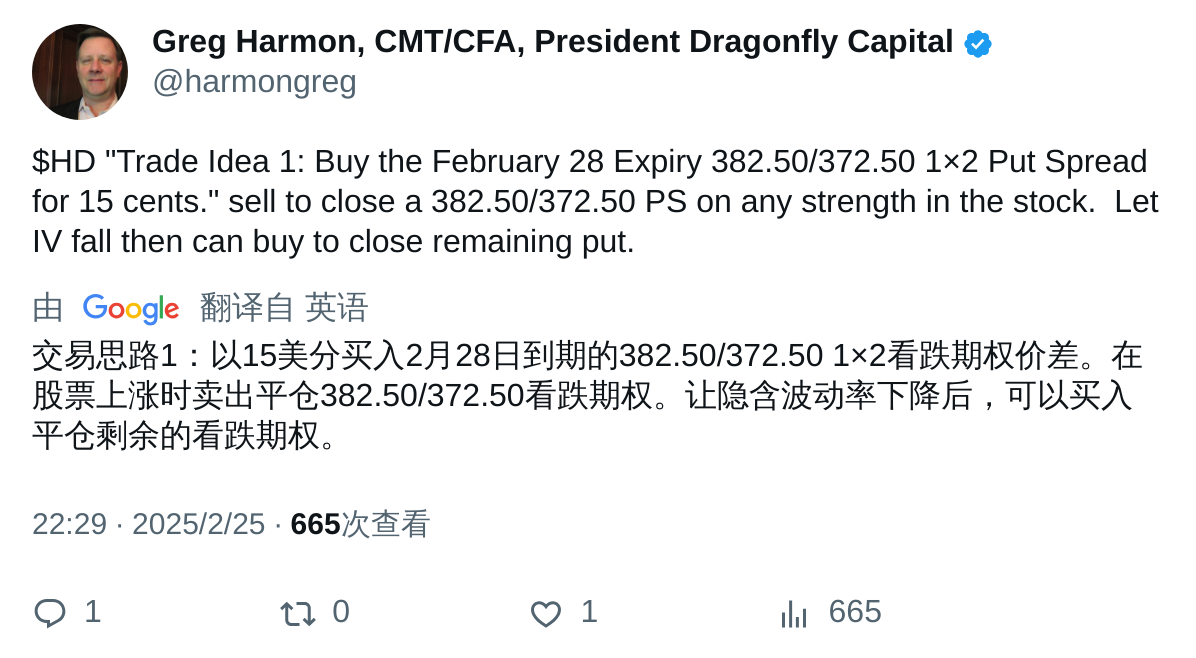 Greg Harmon, CMT/CFA, President Dragonfly Capital
@harmongreg
$HD "Trade Idea 1: Buy the February 28 Expiry 382.50/372.50 1×2 Put Spread
for 15 cents." sell to close a 382.50/372.50 PS on any strength in the stock.  Let
IV fall then can buy to close remaining put.
由 Google 翻译自 英语
交易思路1：以15美分买入2月28日到期的382.50/372.50 1×2看跌期权价差。在
股票上涨时卖出平仓382.50/372.50看跌期权。让隐含波动率下降后，可以买入
平仓剩余的看跌期权。
22:29 · 2025/2/25 · 665次查看
1 0 1 665